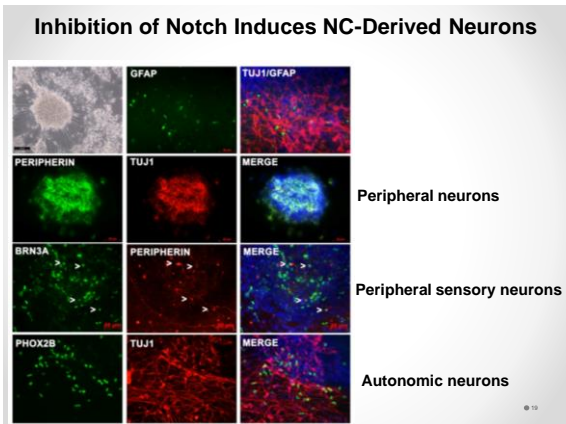 Inhibition of Notch Induces NC-Derived Neurons
GFAP
TUJ1/GFAP
PERIPHERIN
TUJ1
MERGE
Peripheral neurons
BRN3A
PERIPHERIN
MERGE
Peripheral sensory neurons
PHOX2B
TUJ1
MERGE
Autonomic neurons
19